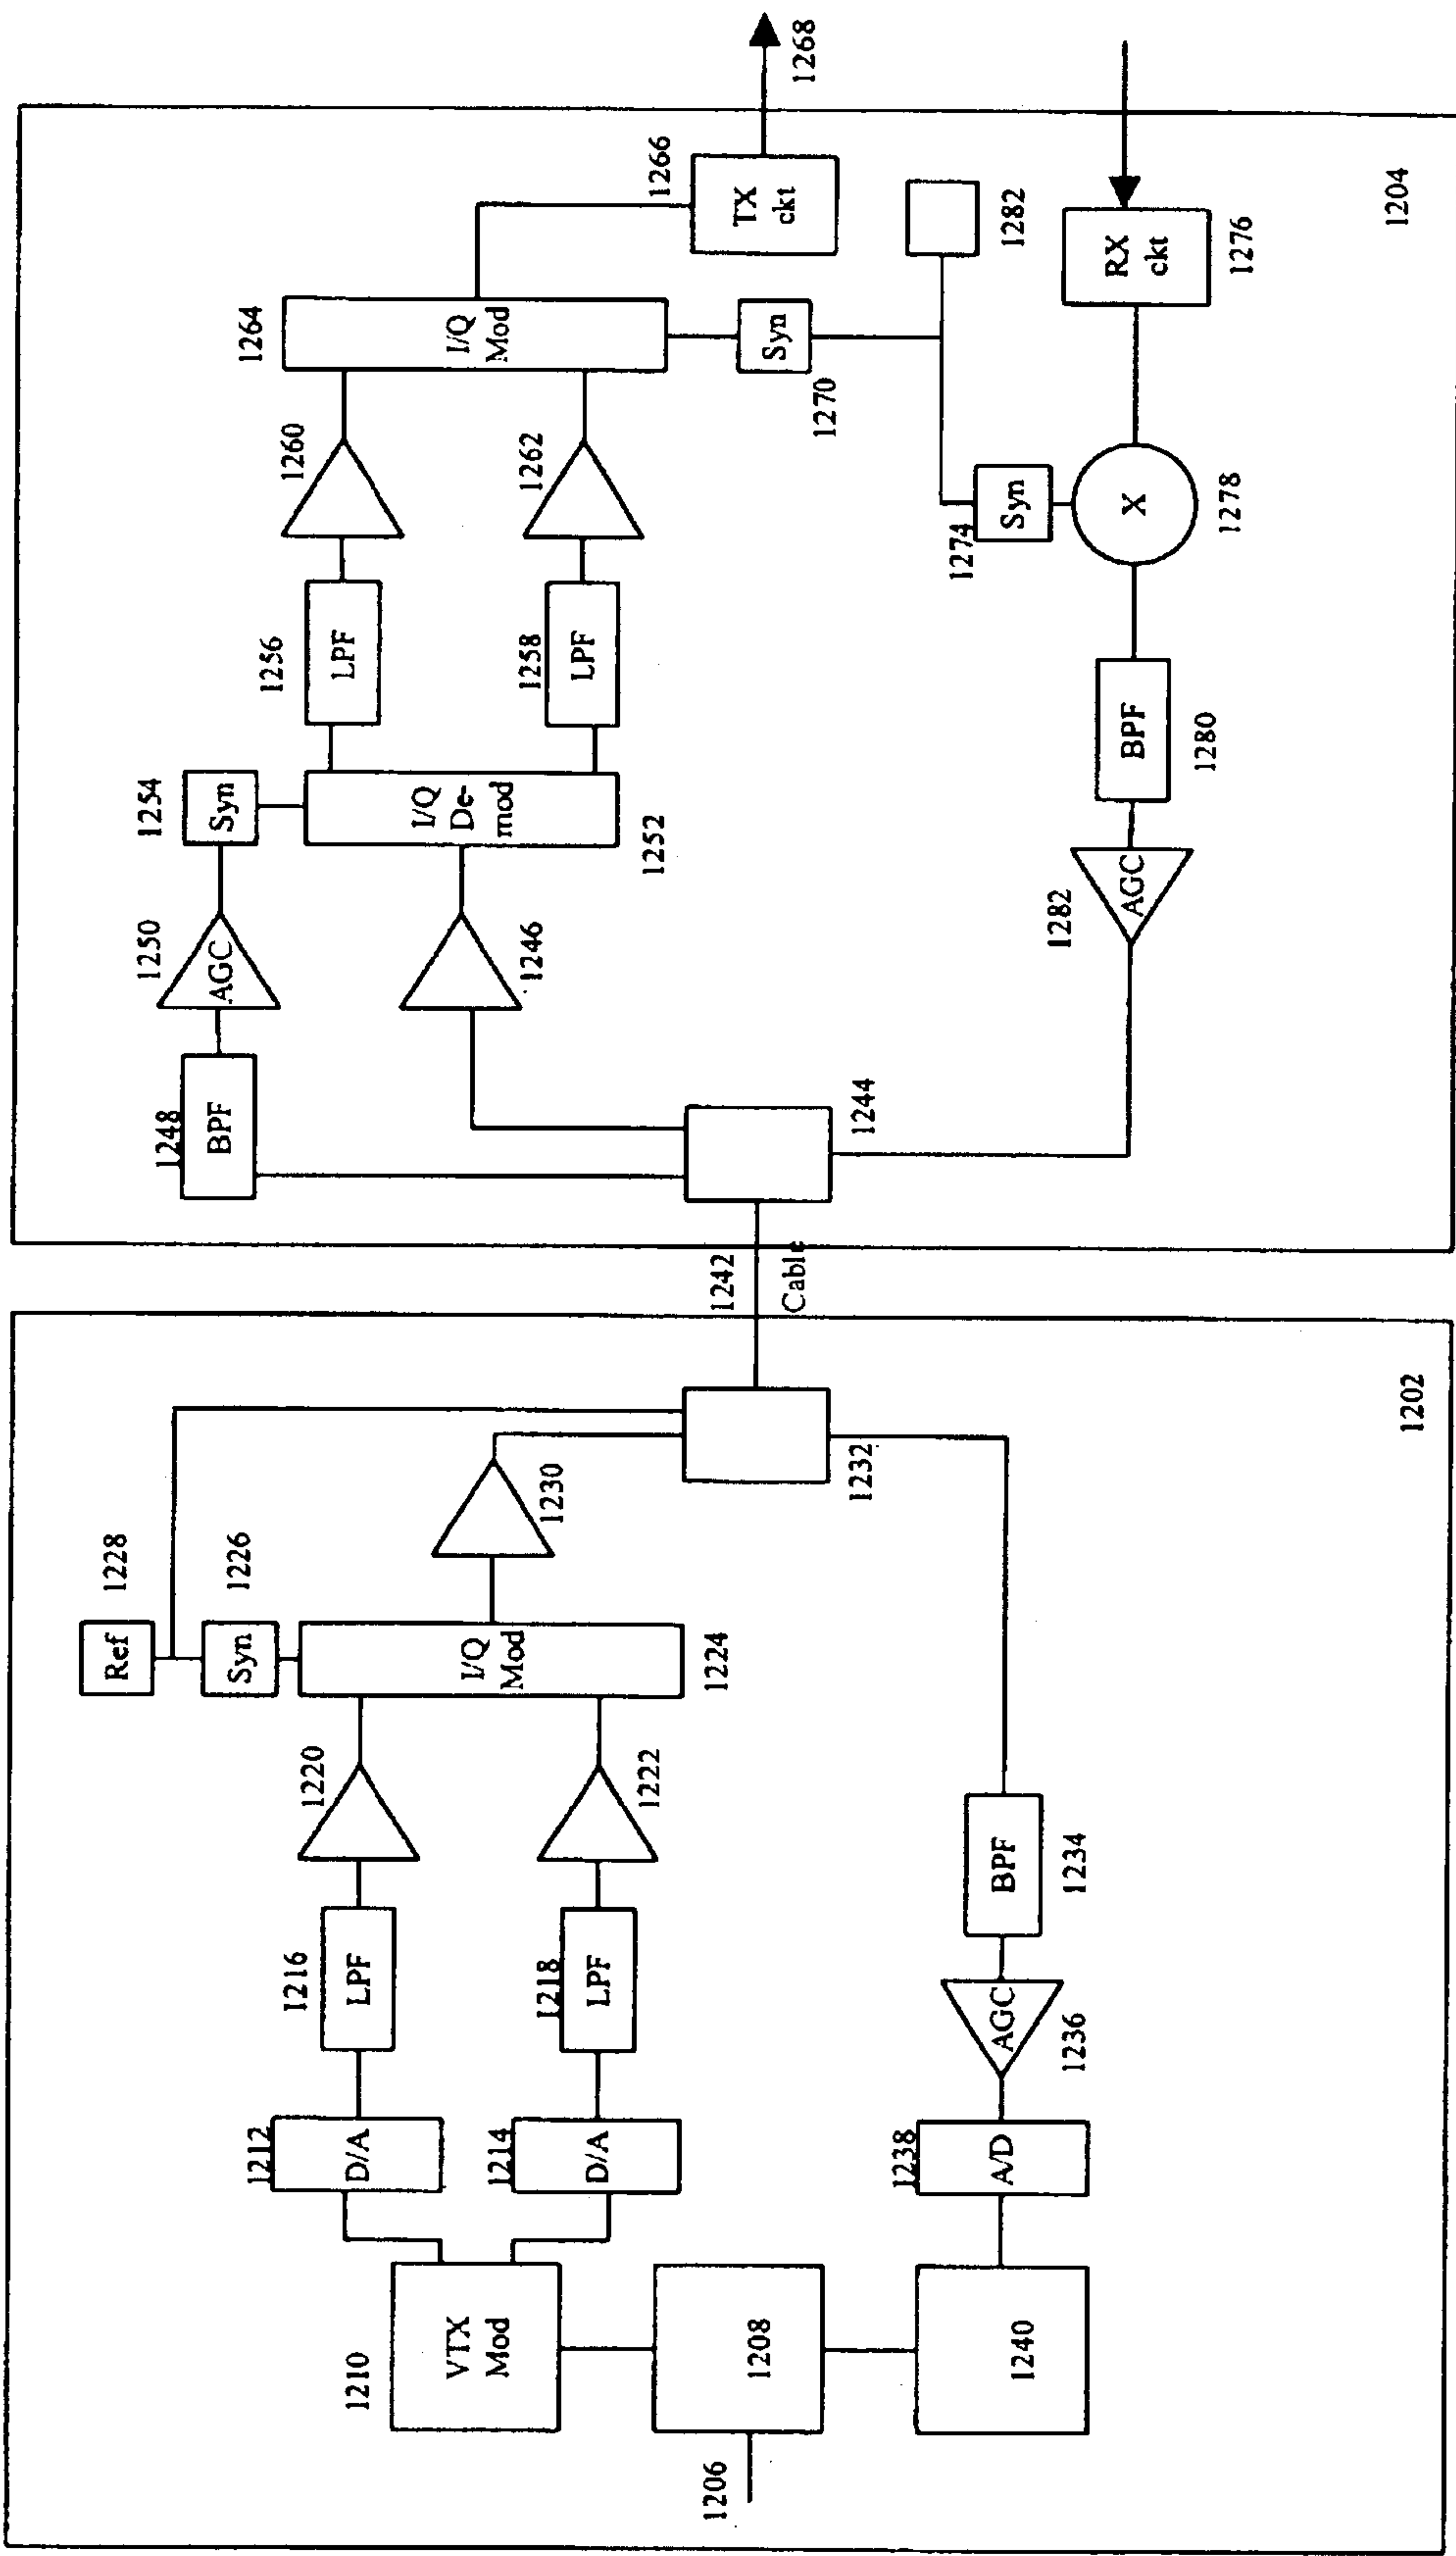 1206
1208
1210
VTX
Mod
1212
D/A
1214
D/A
1216
LPF
1218
LPF
1220
1222
Ref
1228
Syn
1226
I/Q
Mod
1224
1230
1232
BPF
1234
AGC
1236
1238
A/D
1240
1202
1242
Cable
1244
1248
BPF
1250
AGC
1246
1254
Syn
I/Q
De-
mod
1252
1256
LPF
1258
LPF
1260
1262
1264
I/Q
Mod
1266
TX
ckt
1268
Syn
1270
1282
1274
Syn
X
1278
RX
ckt
1276
BPF
1280
1282
AGC
1204